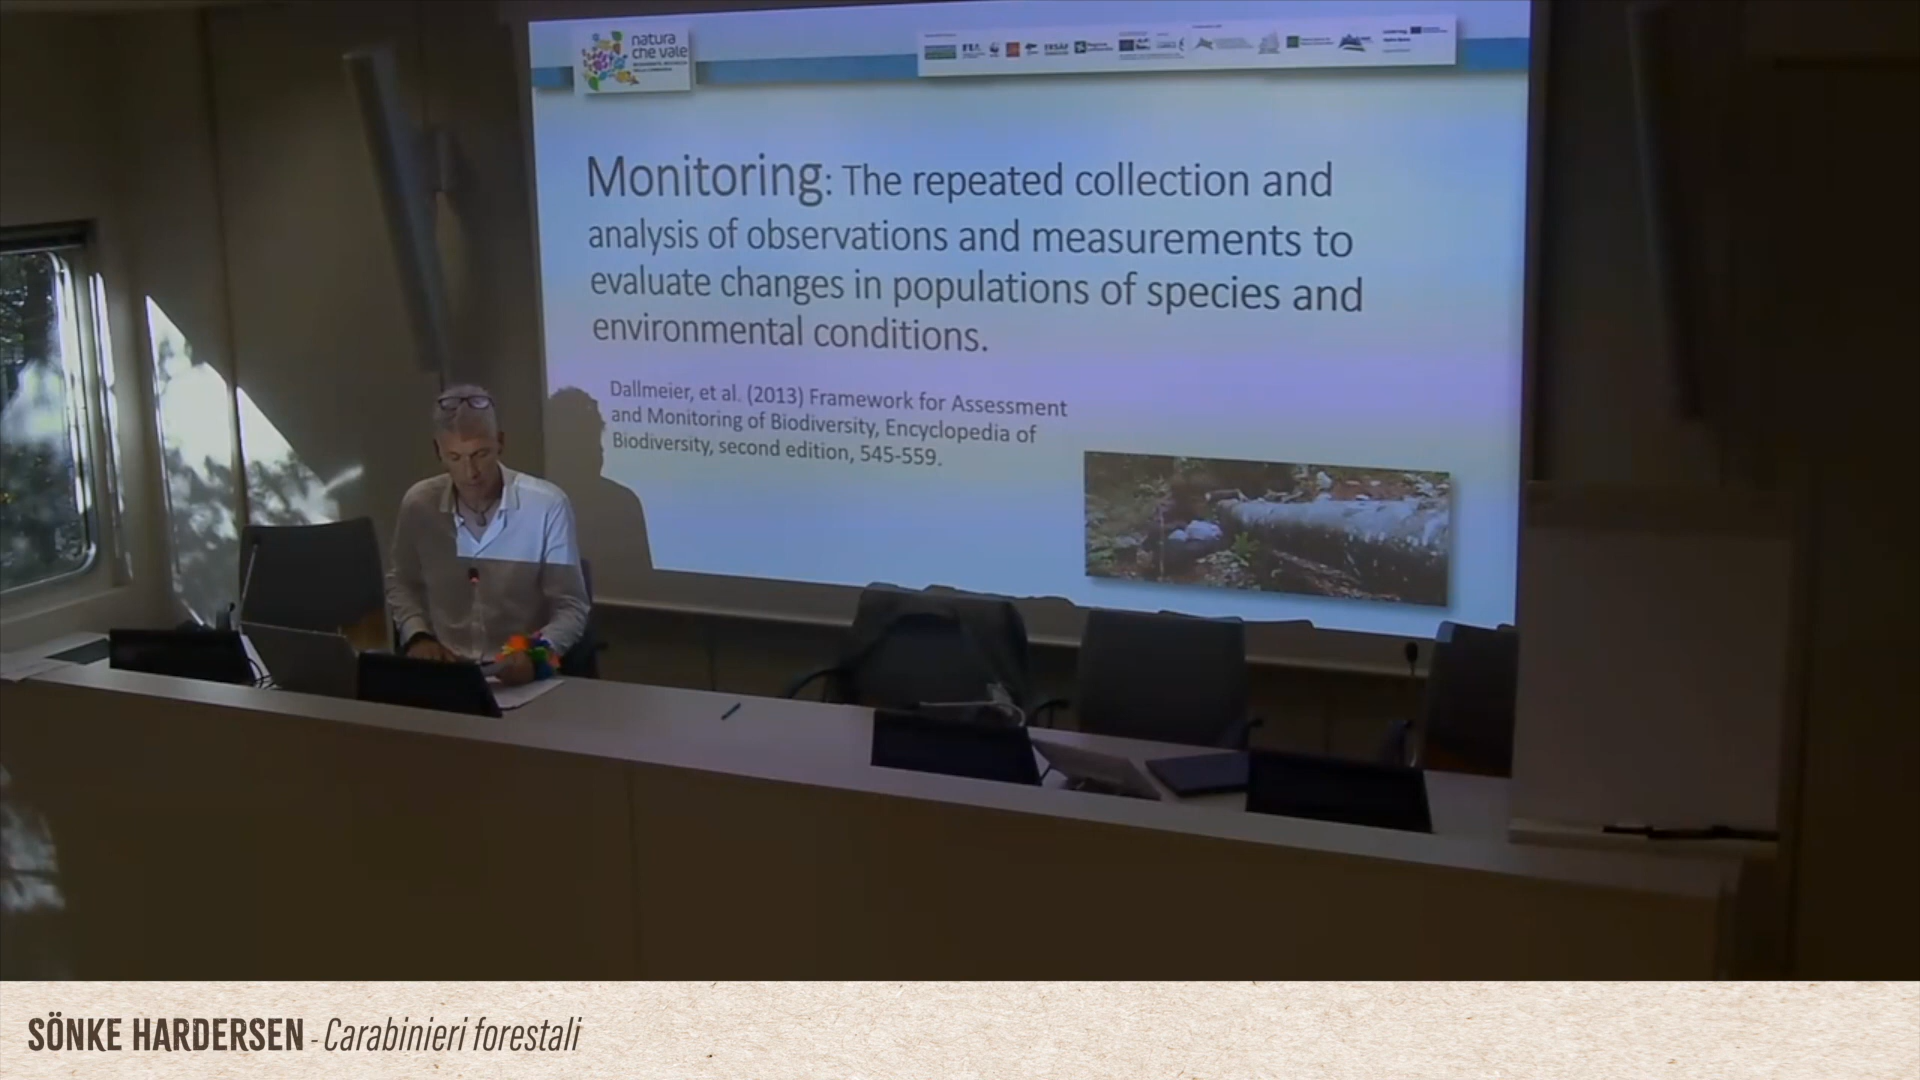 natura
che vale
FLA
ERSAF
Monitoring: The repeated collection and
analysis of observations and measurements to
evaluate changes in populations of species and
environmental conditions.
Dallmeier, et al. (2013) Framework for Assessment
and Monitoring of Biodiversity, Encyclopedia of
Biodiversity, second edition, 545-559.
SÖNKE HARDERSEN - Carabinieri forestali